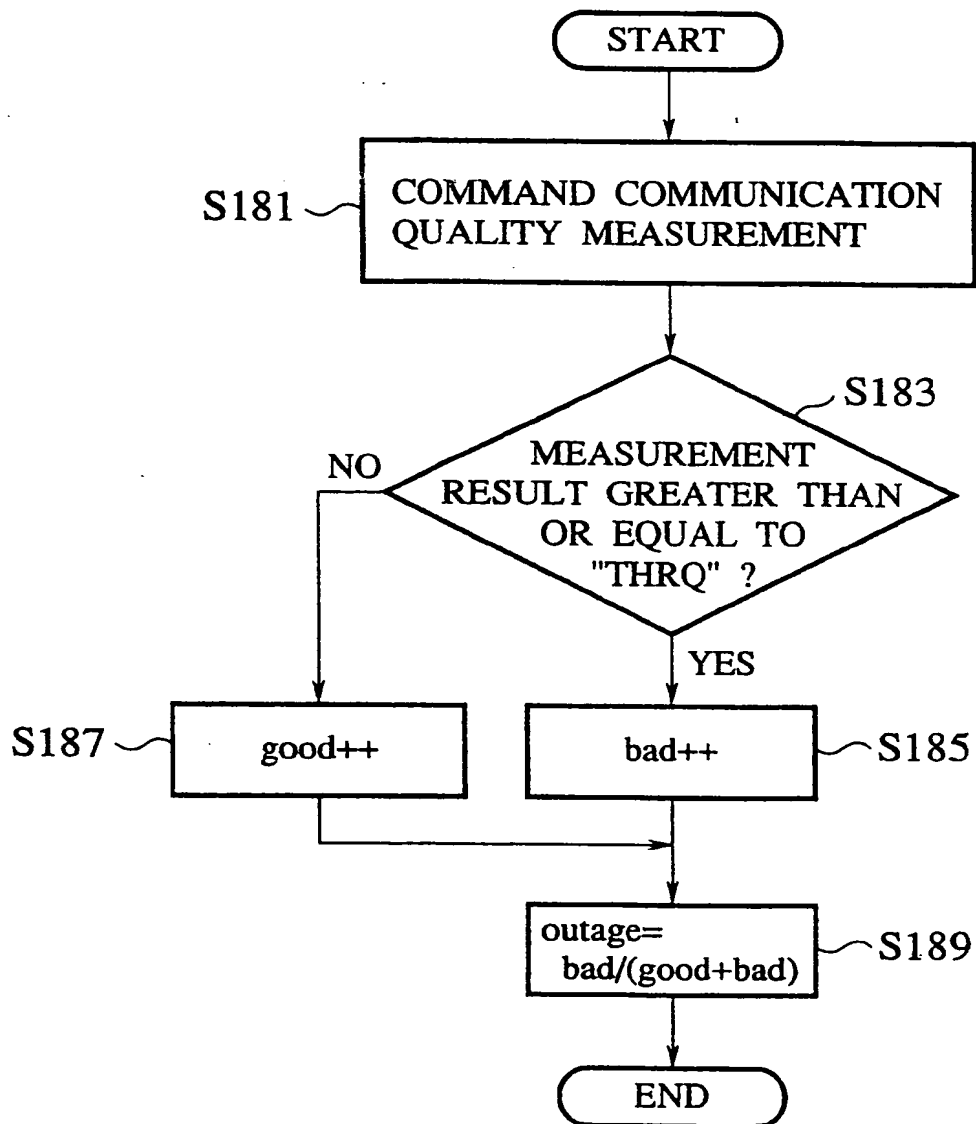 START
S181
COMMAND COMMUNICATION
QUALITY MEASUREMENT
S183
MEASUREMENT
RESULT GREATER THAN
OR EQUAL TO
"THRQ" ?
NO
YES
S187
good++
bad++
S185
outage=
bad/(good+bad)
S189
END